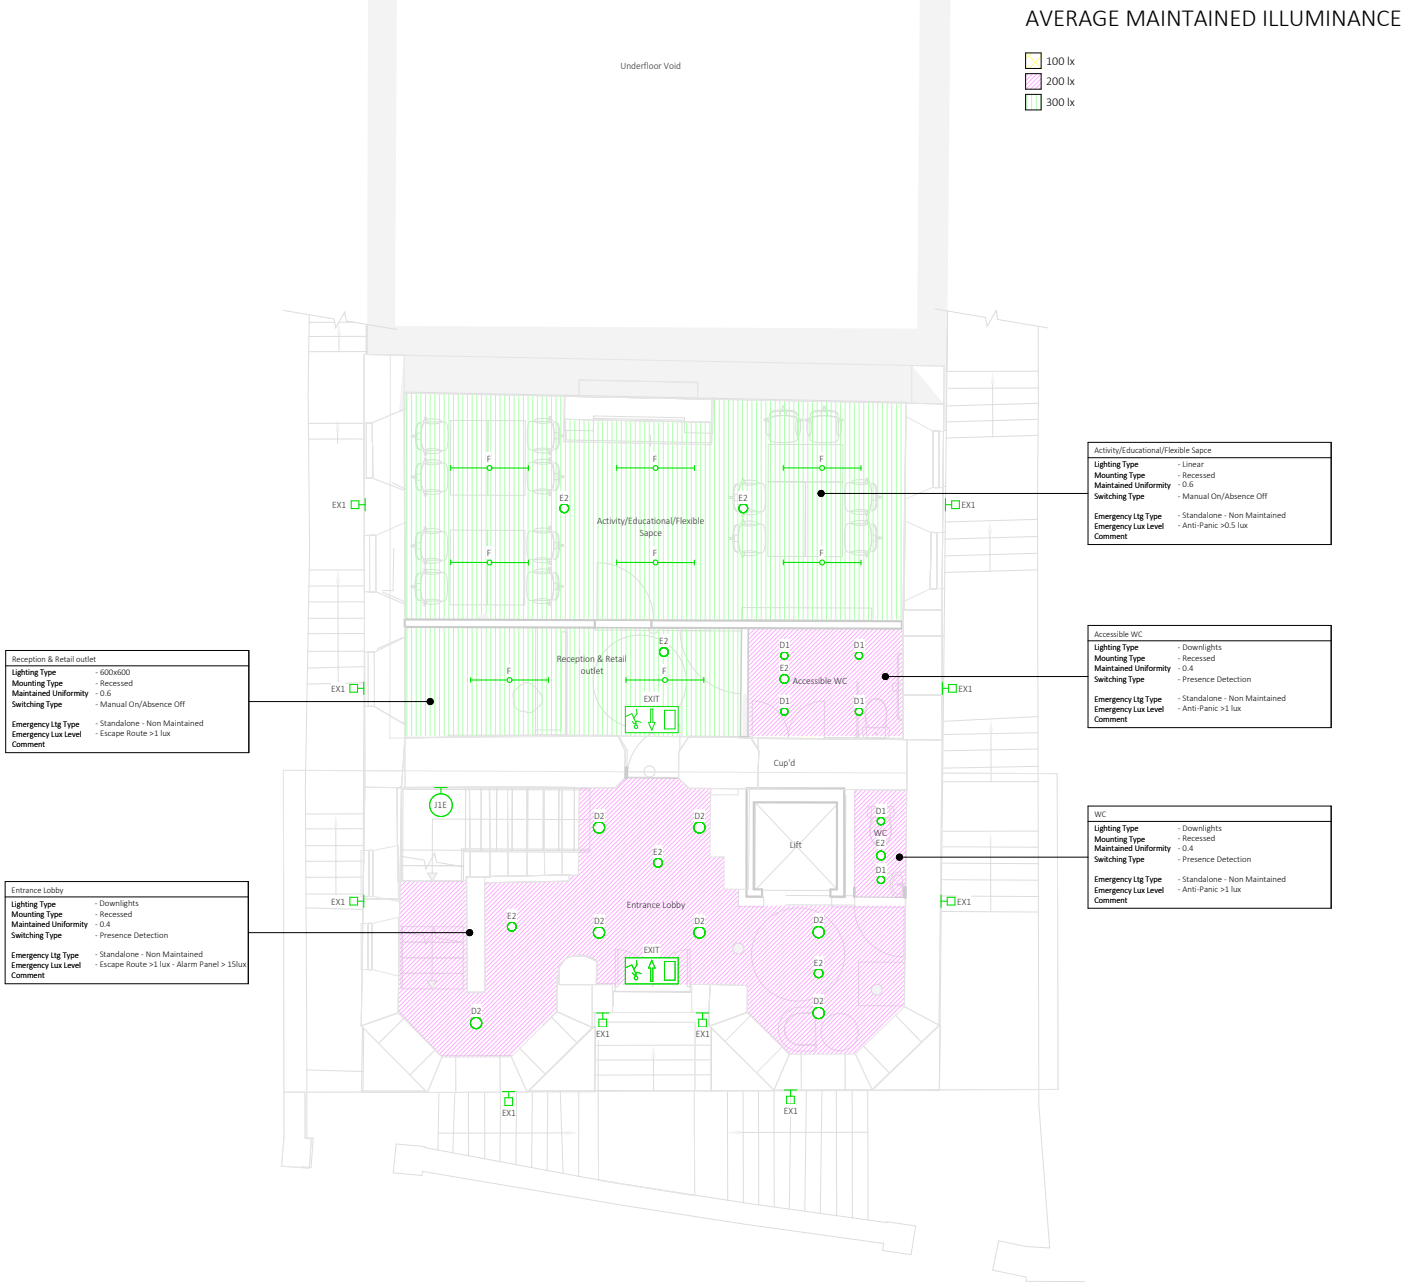 AVERAGE MAINTAINED ILLUMINANCE
100 lx
200 lx
300 lx
Underfloor Void
F
F
F
E2
E2
EX1
EX1
Activity/Educational/Flexible
Sapce
F
F
F
Activity/Educational/Flexible Sapce
Lighting Type - Linear
Mounting Type - Recessed
Maintained Uniformity - 0.6
Switching Type - Manual On/Absence Off
Emergency Ltg Type - Standalone - Non Maintained
Emergency Lux Level - Anti-Panic >0.5 lux
Comment
Reception & Retail outlet
Lighting Type - 600x600
Mounting Type - Recessed
Maintained Uniformity - 0.6
Switching Type - Manual On/Absence Off
Emergency Ltg Type - Standalone - Non Maintained
Emergency Lux Level - Escape Route >1 lux
Comment
E2
Reception & Retail
outlet
F
F
EXIT
EX1
D1
D1
E2
Accessible WC
D1
D1
EX1
Accessible WC
Lighting Type - Downlights
Mounting Type - Recessed
Maintained Uniformity - 0.4
Switching Type - Presence Detection
Emergency Ltg Type - Standalone - Non Maintained
Emergency Lux Level - Anti-Panic >1 lux
Comment
Cup'd
J1E
D2
D2
E2
Lift
D1
WC
E2
D1
WC
Lighting Type - Downlights
Mounting Type - Recessed
Maintained Uniformity - 0.4
Switching Type - Presence Detection
Emergency Ltg Type - Standalone - Non Maintained
Emergency Lux Level - Anti-Panic >1 lux
Comment
Entrance Lobby
Lighting Type - Downlights
Mounting Type - Recessed
Maintained Uniformity - 0.4
Switching Type - Presence Detection
Emergency Ltg Type - Standalone - Non Maintained
Emergency Lux Level - Escape Route >1 lux - Alarm Panel > 15lux
Comment
EX1
EX1
Entrance Lobby
E2
D2
D2
D2
EXIT
E2
D2
D2
EX1
EX1
EX1
EX1